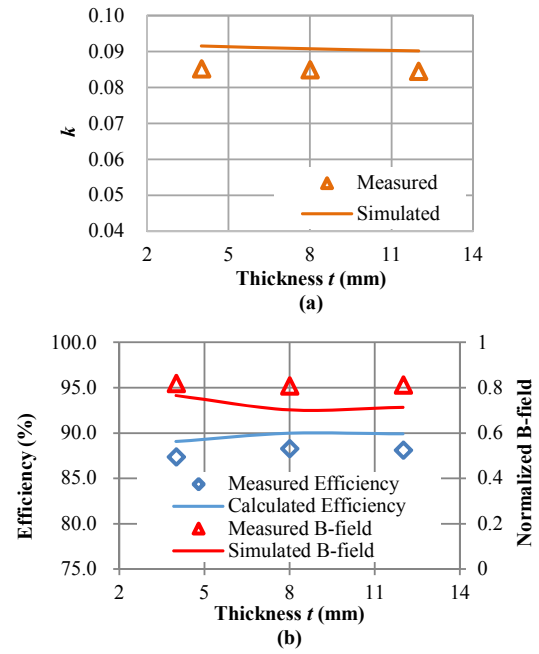 0.10
0.09
0.08
0.07
0.06
0.05
0.04
k
Measured
Simulated
2 5 8 11 14
Thickness t (mm)
(a)
100.0
95.0
90.0
85.0
80.0
75.0
Efficiency (%)
Measured Efficiency
Calculated Efficiency
Measured B-field
Simulated B-field
1
0.8
0.6
0.4
0.2
0
Normalized B-field
2 5 8 11 14
Thickness t (mm)
(b)